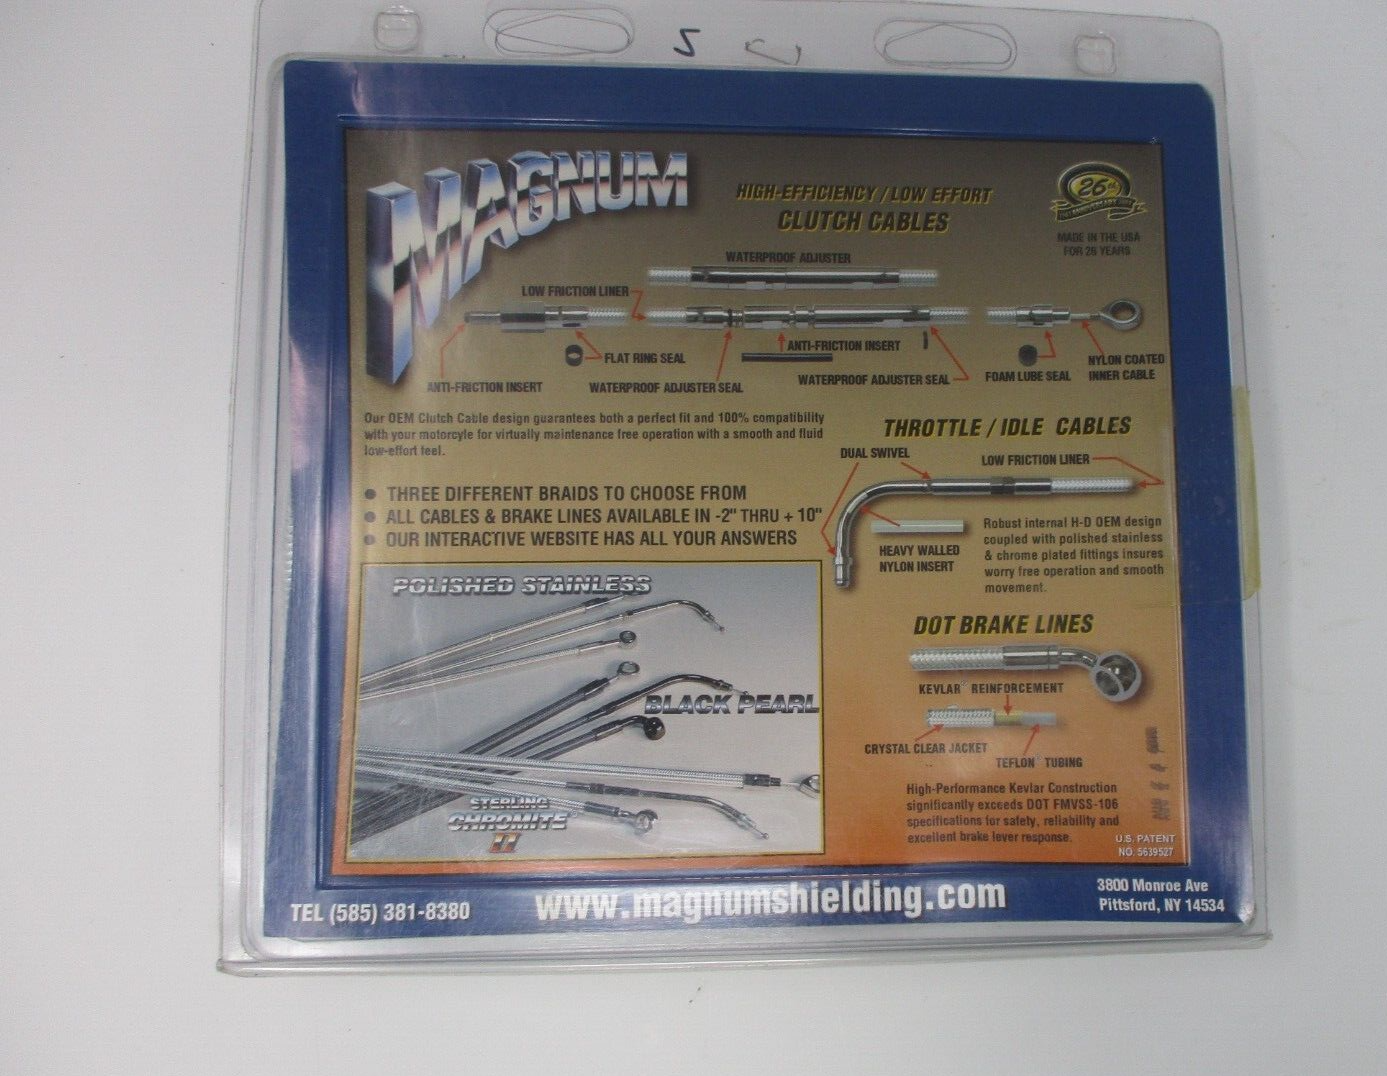 MAGNUM
HIGH-EFFICIENCY / LOW EFFORT
CLUTCH CABLES
26th
ANNIVERSARY
MADE IN THE USA
FOR 26 YEARS
WATERPROOF ADJUSTER
LOW FRICTION LINER
ANTI-FRICTION INSERT
FLAT RING SEAL
NYLON COATED
INNER CABLE
ANTI-FRICTION INSERT
WATERPROOF ADJUSTER SEAL
WATERPROOF ADJUSTER SEAL
FOAM LUBE SEAL
Our OEM Clutch Cable design guarantees both a perfect fit and 100% compatibility
with your motorcyle for virtually maintenance free operation with a smooth and fluid
low-effort feel.
● THREE DIFFERENT BRAIDS TO CHOOSE FROM
● ALL CABLES & BRAKE LINES AVAILABLE IN -2" THRU + 10"
● OUR INTERACTIVE WEBSITE HAS ALL YOUR ANSWERS
THROTTLE / IDLE CABLES
DUAL SWIVEL
LOW FRICTION LINER
HEAVY WALLED
NYLON INSERT
Robust internal H-D OEM design
coupled with polished stainless
& chrome plated fittings insures
worry free operation and smooth
movement.
POLISHED STAINLESS
BLACK PEARL
STERLING
CHROMITE
II
DOT BRAKE LINES
KEVLAR® REINFORCEMENT
CRYSTAL CLEAR JACKET
TEFLON® TUBING
High-Performance Kevlar Construction
significantly exceeds DOT FMVSS-106
specifications for safety, reliability and
excellent brake lever response.
U.S. PATENT
NO. 5639527
TEL (585) 381-8380
www.magnumshielding.com
3800 Monroe Ave
Pittsford, NY 14534